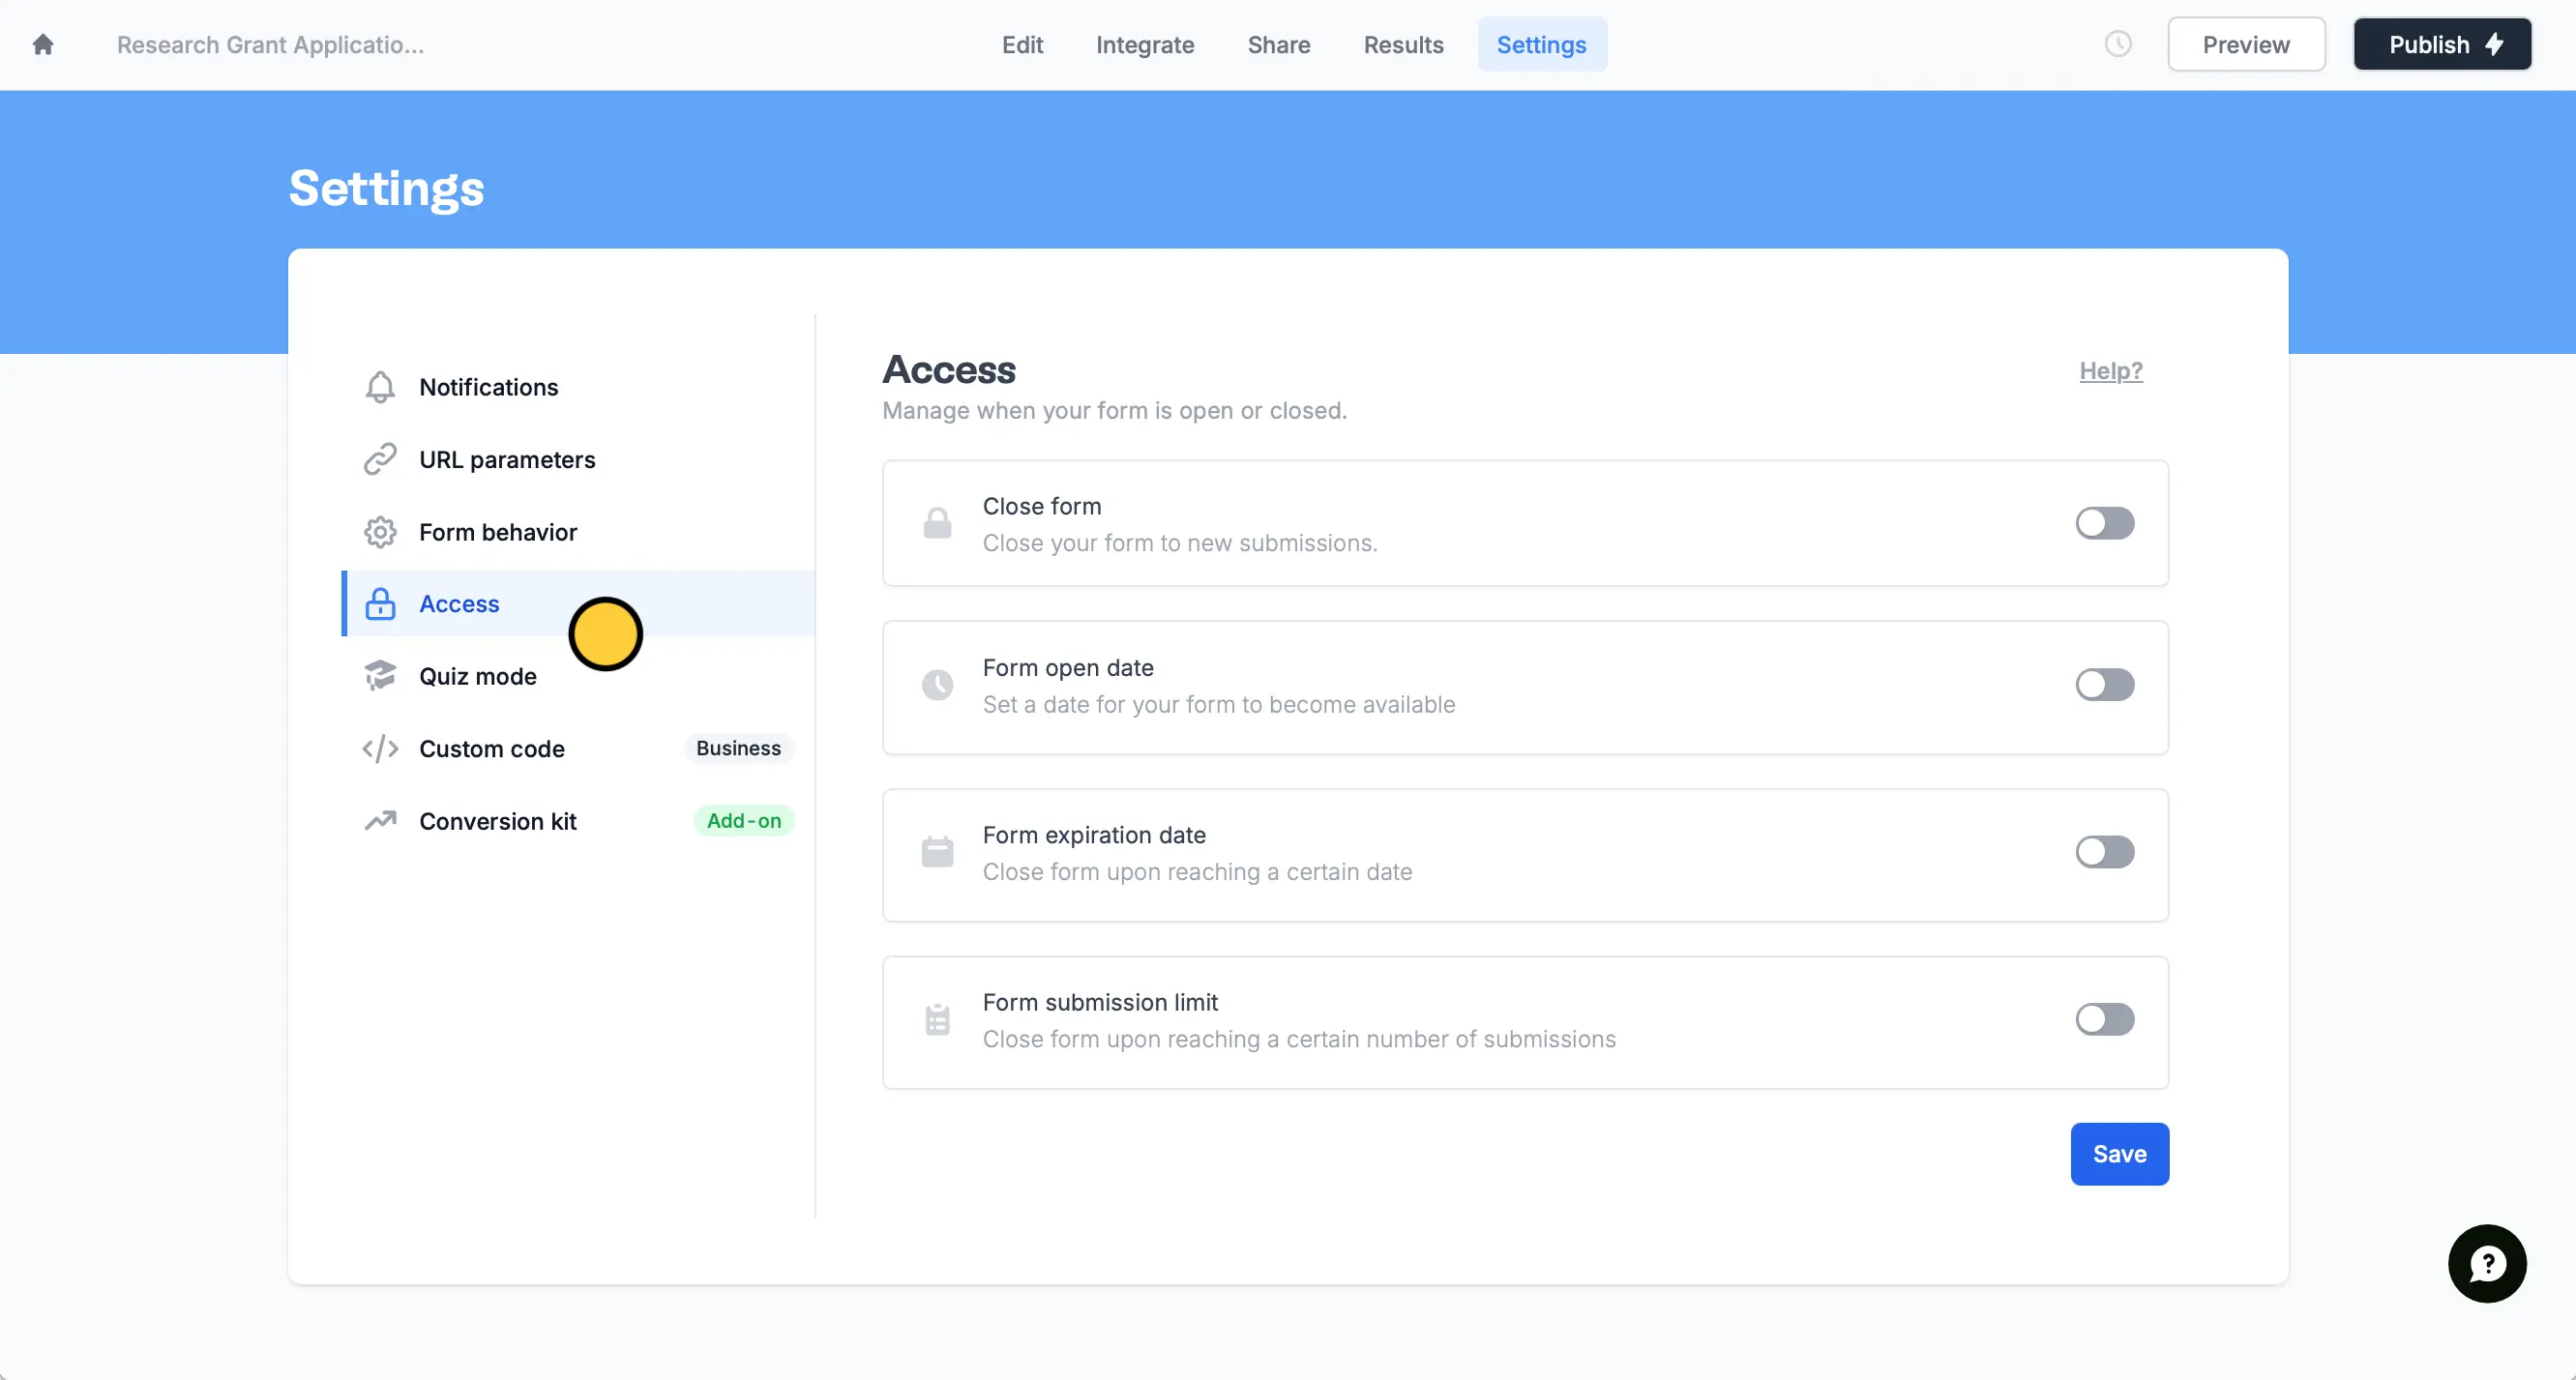 Research Grant Applicatio...
Edit
Integrate
Share
Results
Settings
Preview
Publish
Settings
Notifications
URL parameters
Form behavior
Access
Quiz mode
Custom code
Business
Conversion kit
Add-on
Access
Help?
Manage when your form is open or closed.
Close form
Close your form to new submissions.
Form open date
Set a date for your form to become available
Form expiration date
Close form upon reaching a certain date
Form submission limit
Close form upon reaching a certain number of submissions
Save
?